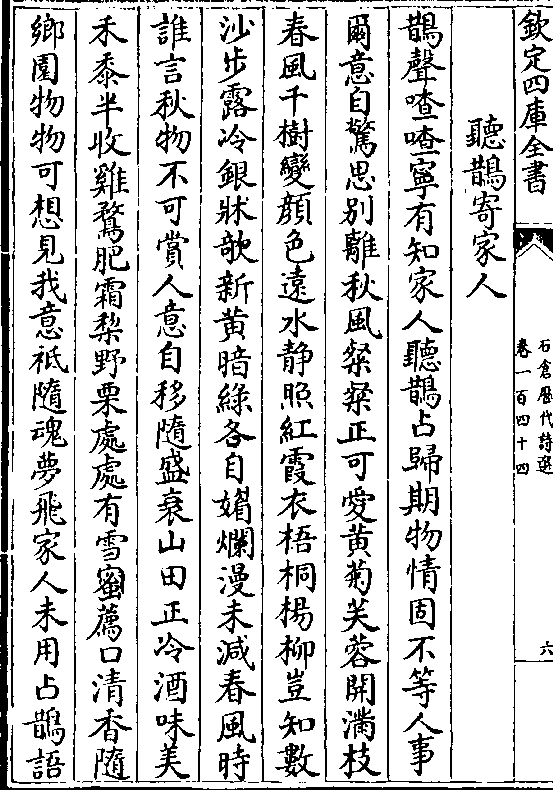 欽定四庫全書
石倉歷代詩選
卷一百四十四
六
聽鵲寄家人
鵲聲喳喳寧有知家人聽鵲占歸期物情固不等人事
爾意自驚思別離秋風粲粲正可愛黄菊芙蓉開滿枝
春風千樹變顔色遠水静照紅霞衣梧桐楊柳豈知數
沙步露冷銀牀欹新黄暗綠各自媚爛漫未減春風時
誰言秋物不可賞人意自移隨盛衰山田正冷酒味美
禾黍半收雞鶩肥霜梨野栗處處有雪蜜薦口清香隨
鄉園物物可想見我意祗隨魂夢飛家人未用占鵲語